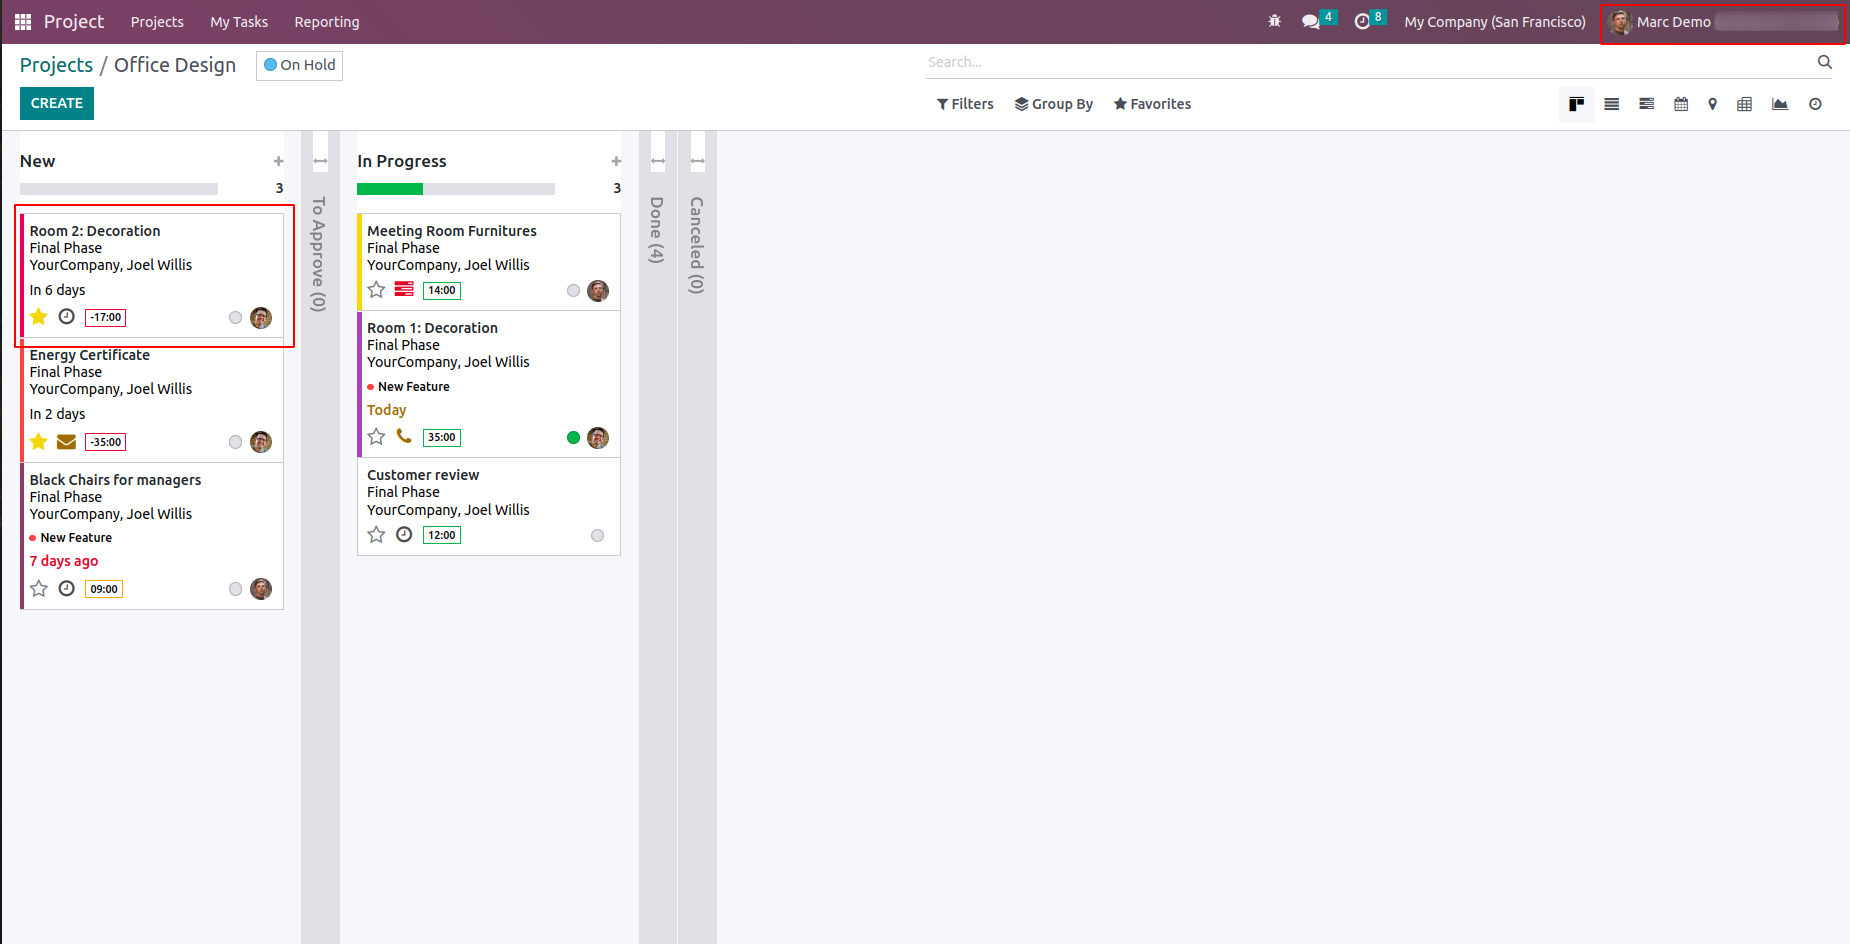 Project Projects My Tasks Reporting 4 8 My Company (San Francisco) Marc Demo
Projects / Office Design On Hold
Search...
CREATE
Filters Group By Favorites
New
3
Room 2: Decoration
Final Phase
YourCompany, Joel Willis
In 6 days
-17:00
Energy Certificate
Final Phase
YourCompany, Joel Willis
In 2 days
-35:00
Black Chairs for managers
Final Phase
YourCompany, Joel Willis
New Feature
7 days ago
09:00
To Approve (0)
In Progress
3
Meeting Room Furnitures
Final Phase
YourCompany, Joel Willis
14:00
Room 1: Decoration
Final Phase
YourCompany, Joel Willis
New Feature
Today
35:00
Customer review
Final Phase
YourCompany, Joel Willis
12:00
Done (4)
Canceled (0)